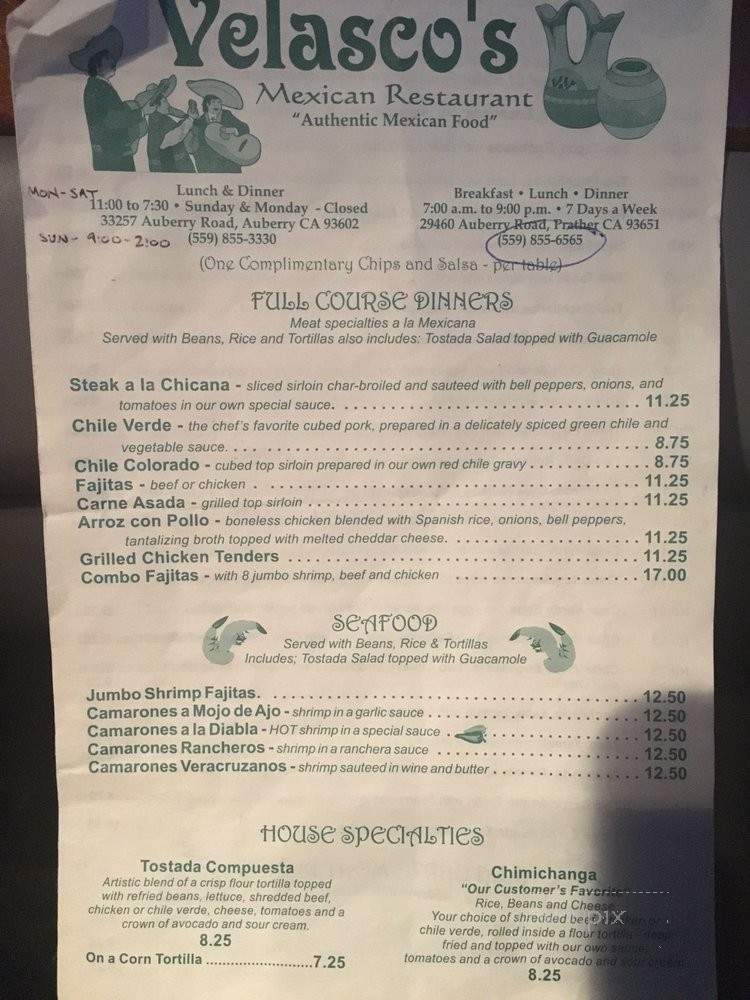 Velasco's
Mexican Restaurant
"Authentic Mexican Food"
MON-SAT
Lunch & Dinner
11:00 to 7:30 • Sunday & Monday - Closed
33257 Auberry Road, Auberry CA 93602
SUN- 9:00-2:00
(559) 855-3330
Breakfast • Lunch • Dinner
7:00 a.m. to 9:00 p.m. • 7 Days a Week
29460 Auberry Road, Prather CA 93651
(559) 855-6565
(One Complimentary Chips and Salsa - per table)
FULL COURSE DINNERS
Meat specialties a la Mexicana
Served with Beans, Rice and Tortillas also includes: Tostada Salad topped with Guacamole
Steak a la Chicana - sliced sirloin char-broiled and sauteed with bell peppers, onions, and
tomatoes in our own special sauce. . . . . . . . . . . . . . . . . . . . . . . . . . . . . . . 11.25
Chile Verde - the chef's favorite cubed pork, prepared in a delicately spiced green chile and
vegetable sauce. . . . . . . . . . . . . . . . . . . . . . . . . . . . . . . . . . . . . . . . . 8.75
Chile Colorado - cubed top sirloin prepared in our own red chile gravy . . . . . . . . . . . . 8.75
Fajitas - beef or chicken . . . . . . . . . . . . . . . . . . . . . . . . . . . . . . . . . . . . 11.25
Carne Asada - grilled top sirloin . . . . . . . . . . . . . . . . . . . . . . . . . . . . . . . 11.25
Arroz con Pollo - boneless chicken blended with Spanish rice, onions, bell peppers,
tantalizing broth topped with melted cheddar cheese. . . . . . . . . . . . . . . . . . . 11.25
Grilled Chicken Tenders . . . . . . . . . . . . . . . . . . . . . . . . . . . . . . . . . . 11.25
Combo Fajitas - with 8 jumbo shrimp, beef and chicken . . . . . . . . . . . . . . . . . . 17.00
SEAFOOD
Served with Beans, Rice & Tortillas
Includes; Tostada Salad topped with Guacamole
Jumbo Shrimp Fajitas. . . . . . . . . . . . . . . . . . . . . . . . . . . . . . . . . . . . 12.50
Camarones a Mojo de Ajo - shrimp in a garlic sauce . . . . . . . . . . . . . . . . . . . . 12.50
Camarones a la Diabla - HOT shrimp in a special sauce . . . . . . . . . . . . . . . . . . 12.50
Camarones Rancheros - shrimp in a ranchera sauce . . . . . . . . . . . . . . . . . . . . 12.50
Camarones Veracruzanos - shrimp sauteed in wine and butter . . . . . . . . . . . . . . . 12.50
HOUSE SPECIALTIES
Tostada Compuesta
Artistic blend of a crisp flour tortilla topped
with refried beans, lettuce, shredded beef,
chicken or chile verde, cheese, tomatoes and a
crown of avocado and sour cream.
8.25
On a Corn Tortilla ...........................7.25
Chimichanga
"Our Customer's Favorite
Rice, Beans and Cheese
Your choice of shredded beef or
chile verde, rolled inside a flour tortilla
fried and topped with our own
tomatoes and a crown of avocado and sour cream.
8.25
pix